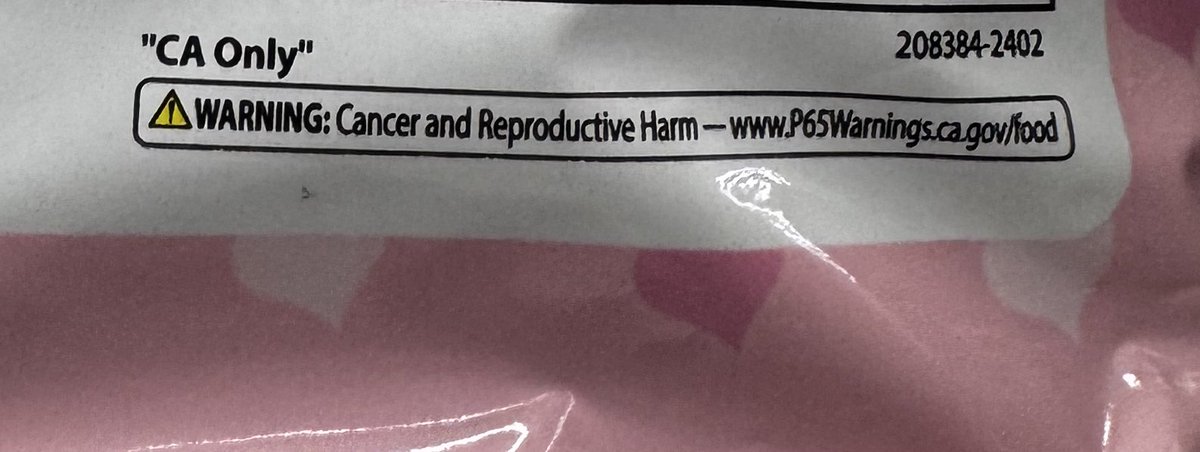 "CA Only"
208384-2402
WARNING: Cancer and Reproductive Harm – www.P65Warnings.ca.gov/food